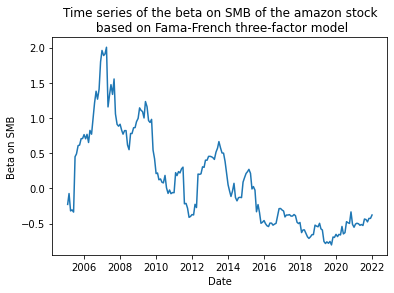 Time series of the beta on SMB of the amazon stock
based on Fama-French three-factor model
2.0
1.5
1.0
0.5
0.0
−0.5
Beta on SMB
2006 2008 2010 2012 2014 2016 2018 2020 2022
Date